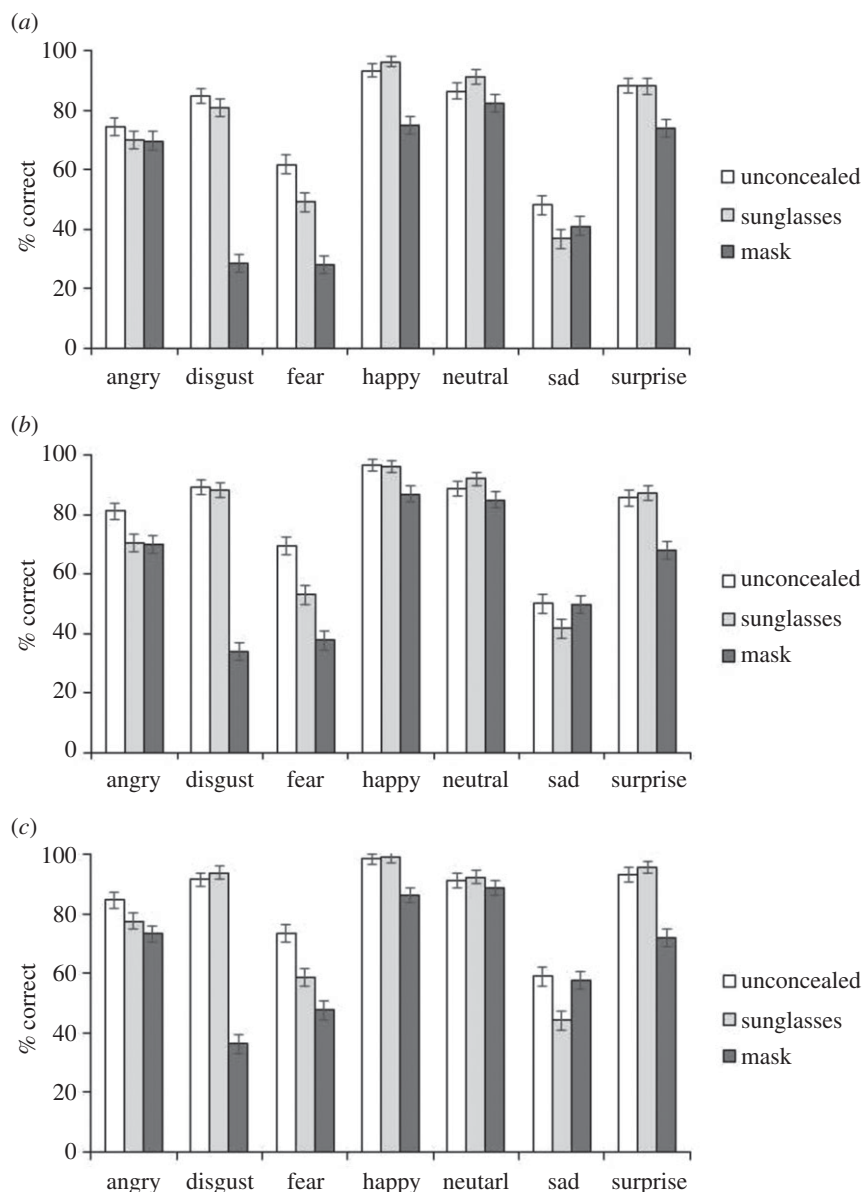 (a)
100
80
60
40
20
0
% correct
angry disgust fear happy neutral sad surprise
unconcealed
sunglasses
mask
(b)
100
80
60
40
20
0
% correct
angry disgust fear happy neutral sad surprise
unconcealed
sunglasses
mask
(c)
100
80
60
40
20
0
% correct
angry disgust fear happy neutarl sad surprise
unconcealed
sunglasses
mask